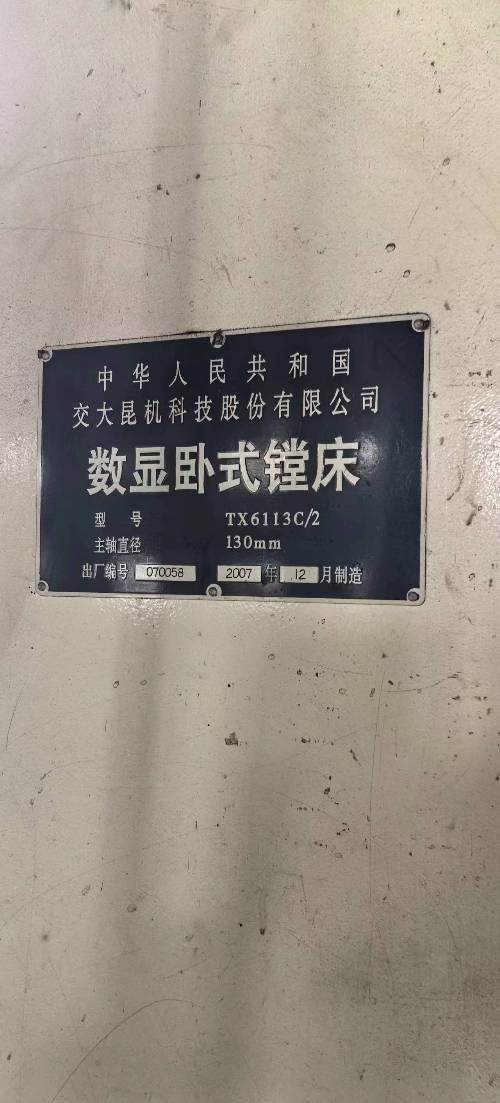 中华人民共和国
交大昆机科技股份有限公司
数显卧式镗床
型号 TX6113C/2
主轴直径 130mm
出厂编号 070058 2007 年 12 月制造